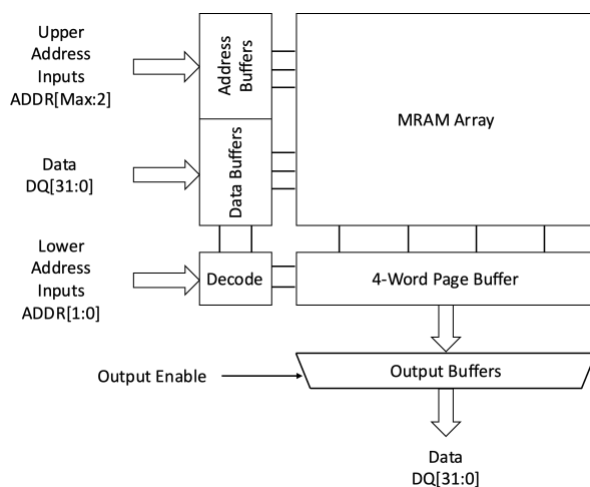 Upper
Address
Inputs
ADDR[Max:2]
Address
Buffers
MRAM Array
Data
DQ[31:0]
Data Buffers
Lower
Address
Inputs
ADDR[1:0]
Decode
4-Word Page Buffer
Output Enable
Output Buffers
Data
DQ[31:0]